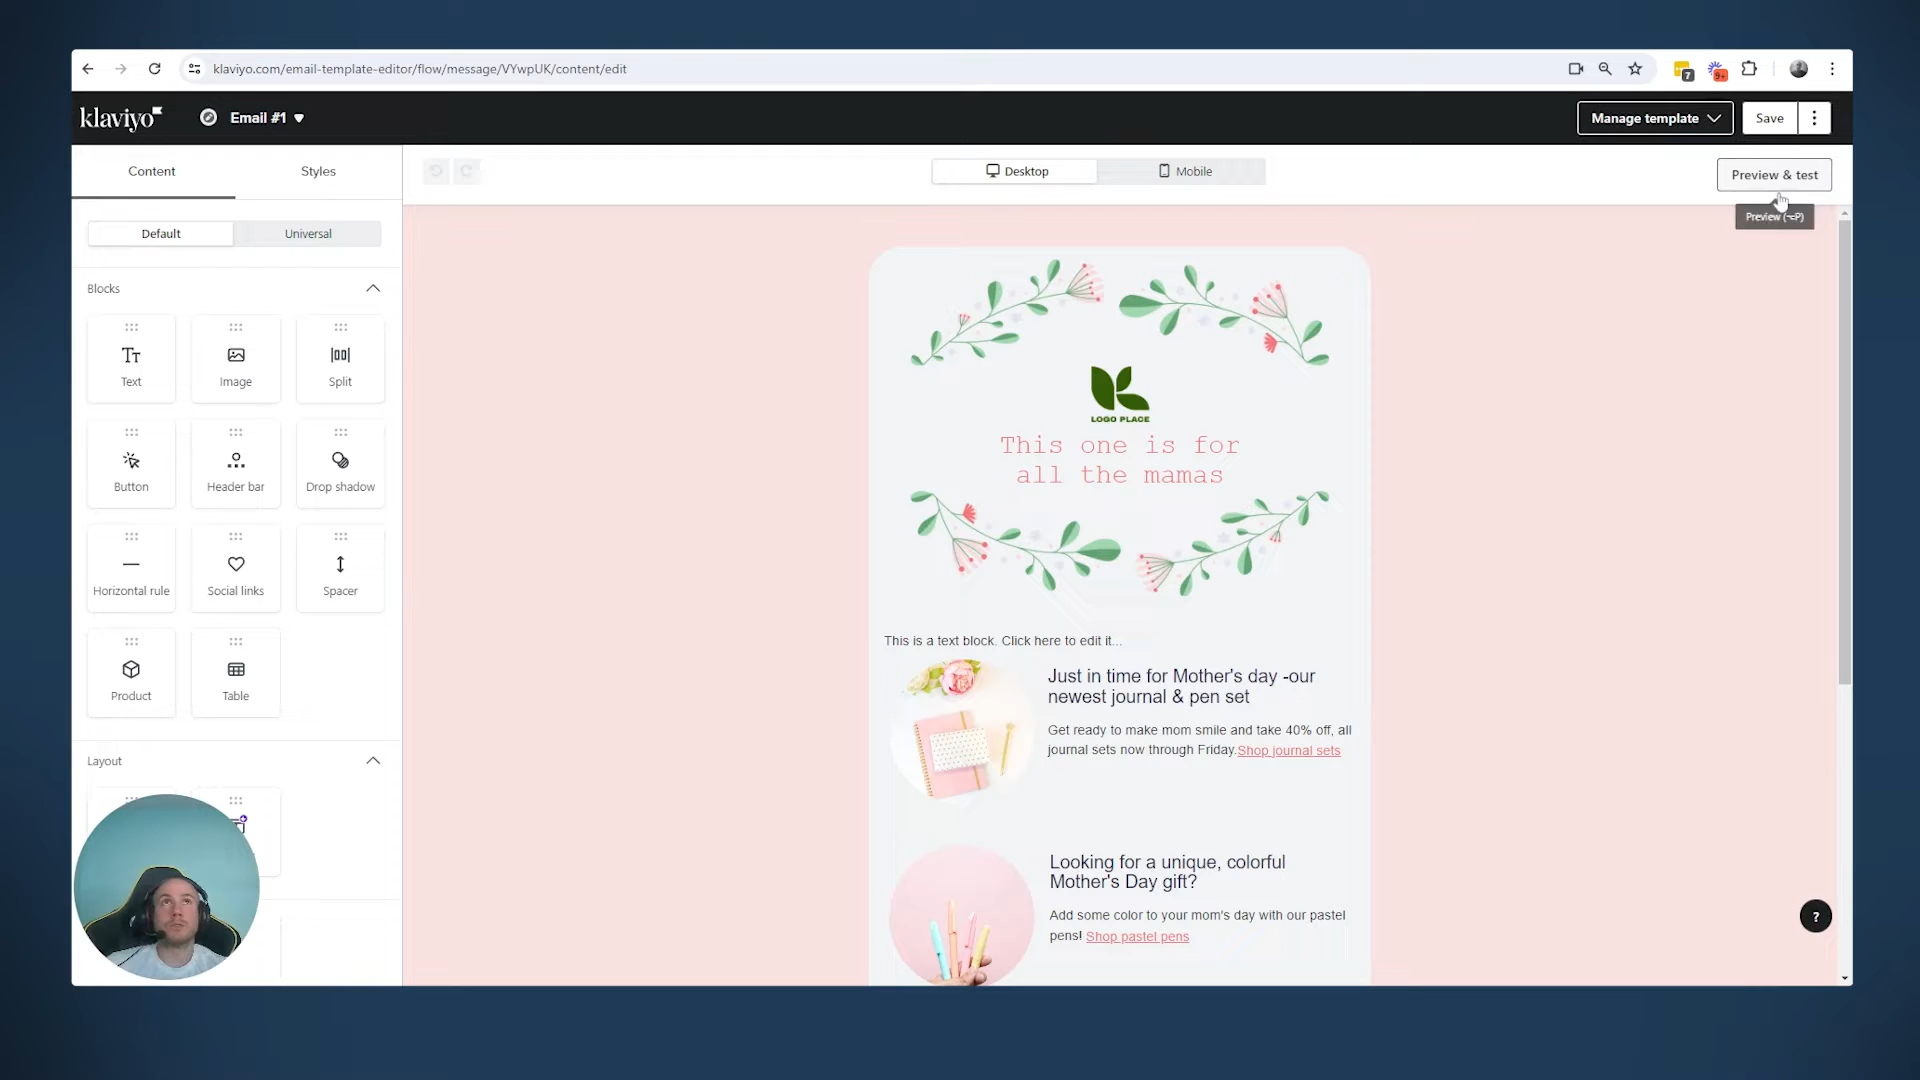 klaviyo.com/email-template-editor/flow/message/VYwpUK/content/edit
7
9+
klaviyo
Email #1
Manage template
Save
Content
Styles
Desktop
Mobile
Preview & test
Preview (⌥P)
Default
Universal
Blocks
Text
Image
Split
Button
Header bar
Drop shadow
Horizontal rule
Social links
Spacer
Product
Table
Layout
LOGO PLACE
This one is for
all the mamas
This is a text block. Click here to edit it...
Just in time for Mother's day -our
newest journal & pen set
Get ready to make mom smile and take 40% off, all
journal sets now through Friday.Shop journal sets
Looking for a unique, colorful
Mother's Day gift?
Add some color to your mom's day with our pastel
pens! Shop pastel pens
?